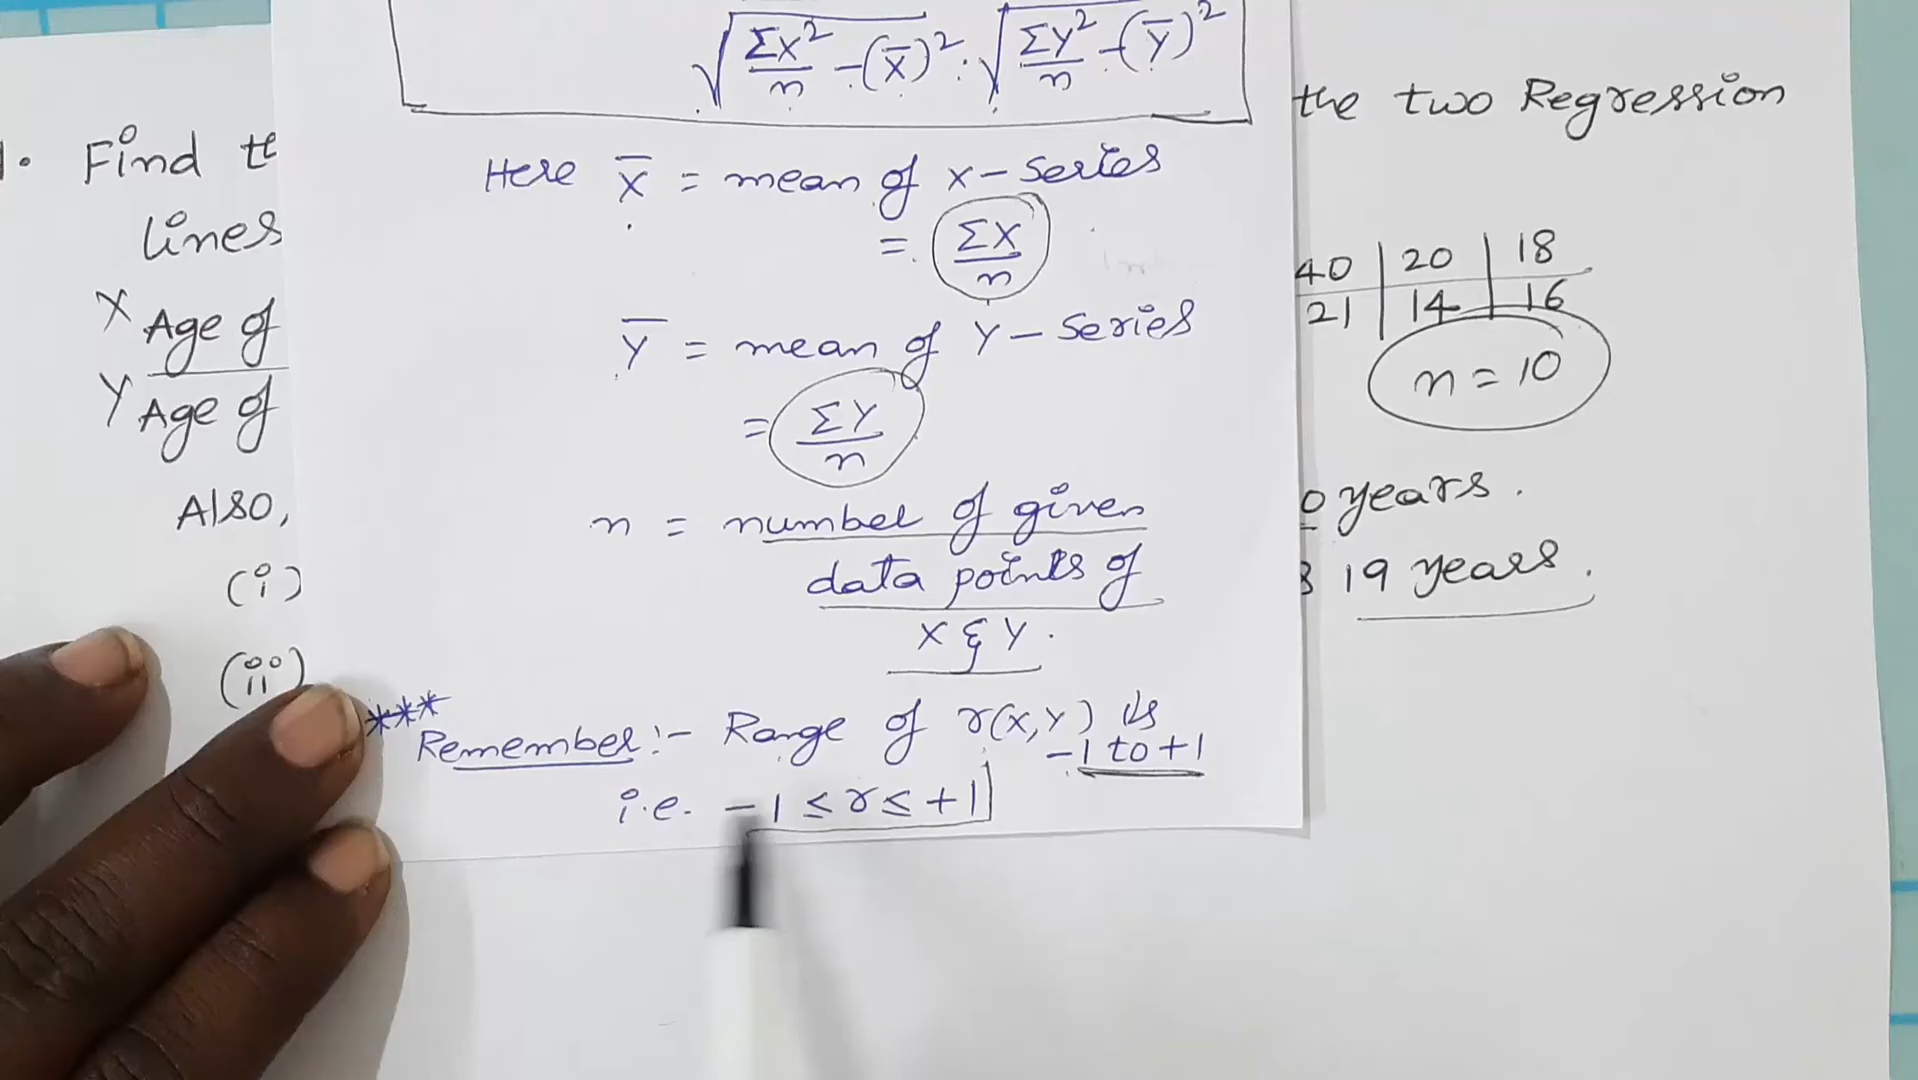 √(ΣX²/n - (X̅)²) · √(ΣY²/n - (Y̅)²)
Here X̅ = mean of X-Series
= ΣX/n
Y̅ = mean of Y-Series
= ΣY/n
n = number of given
data points of
X & Y.
*** Remember:- Range of r(X,Y) is
-1 to +1
i.e. -1 ≤ r ≤ +1
1. Find
lines
X Age of
Y Age of
Also,
(i)
(ii)
the two Regression
40 | 20 | 18
21 | 14 | 16
n = 10
0 years.
19 years.